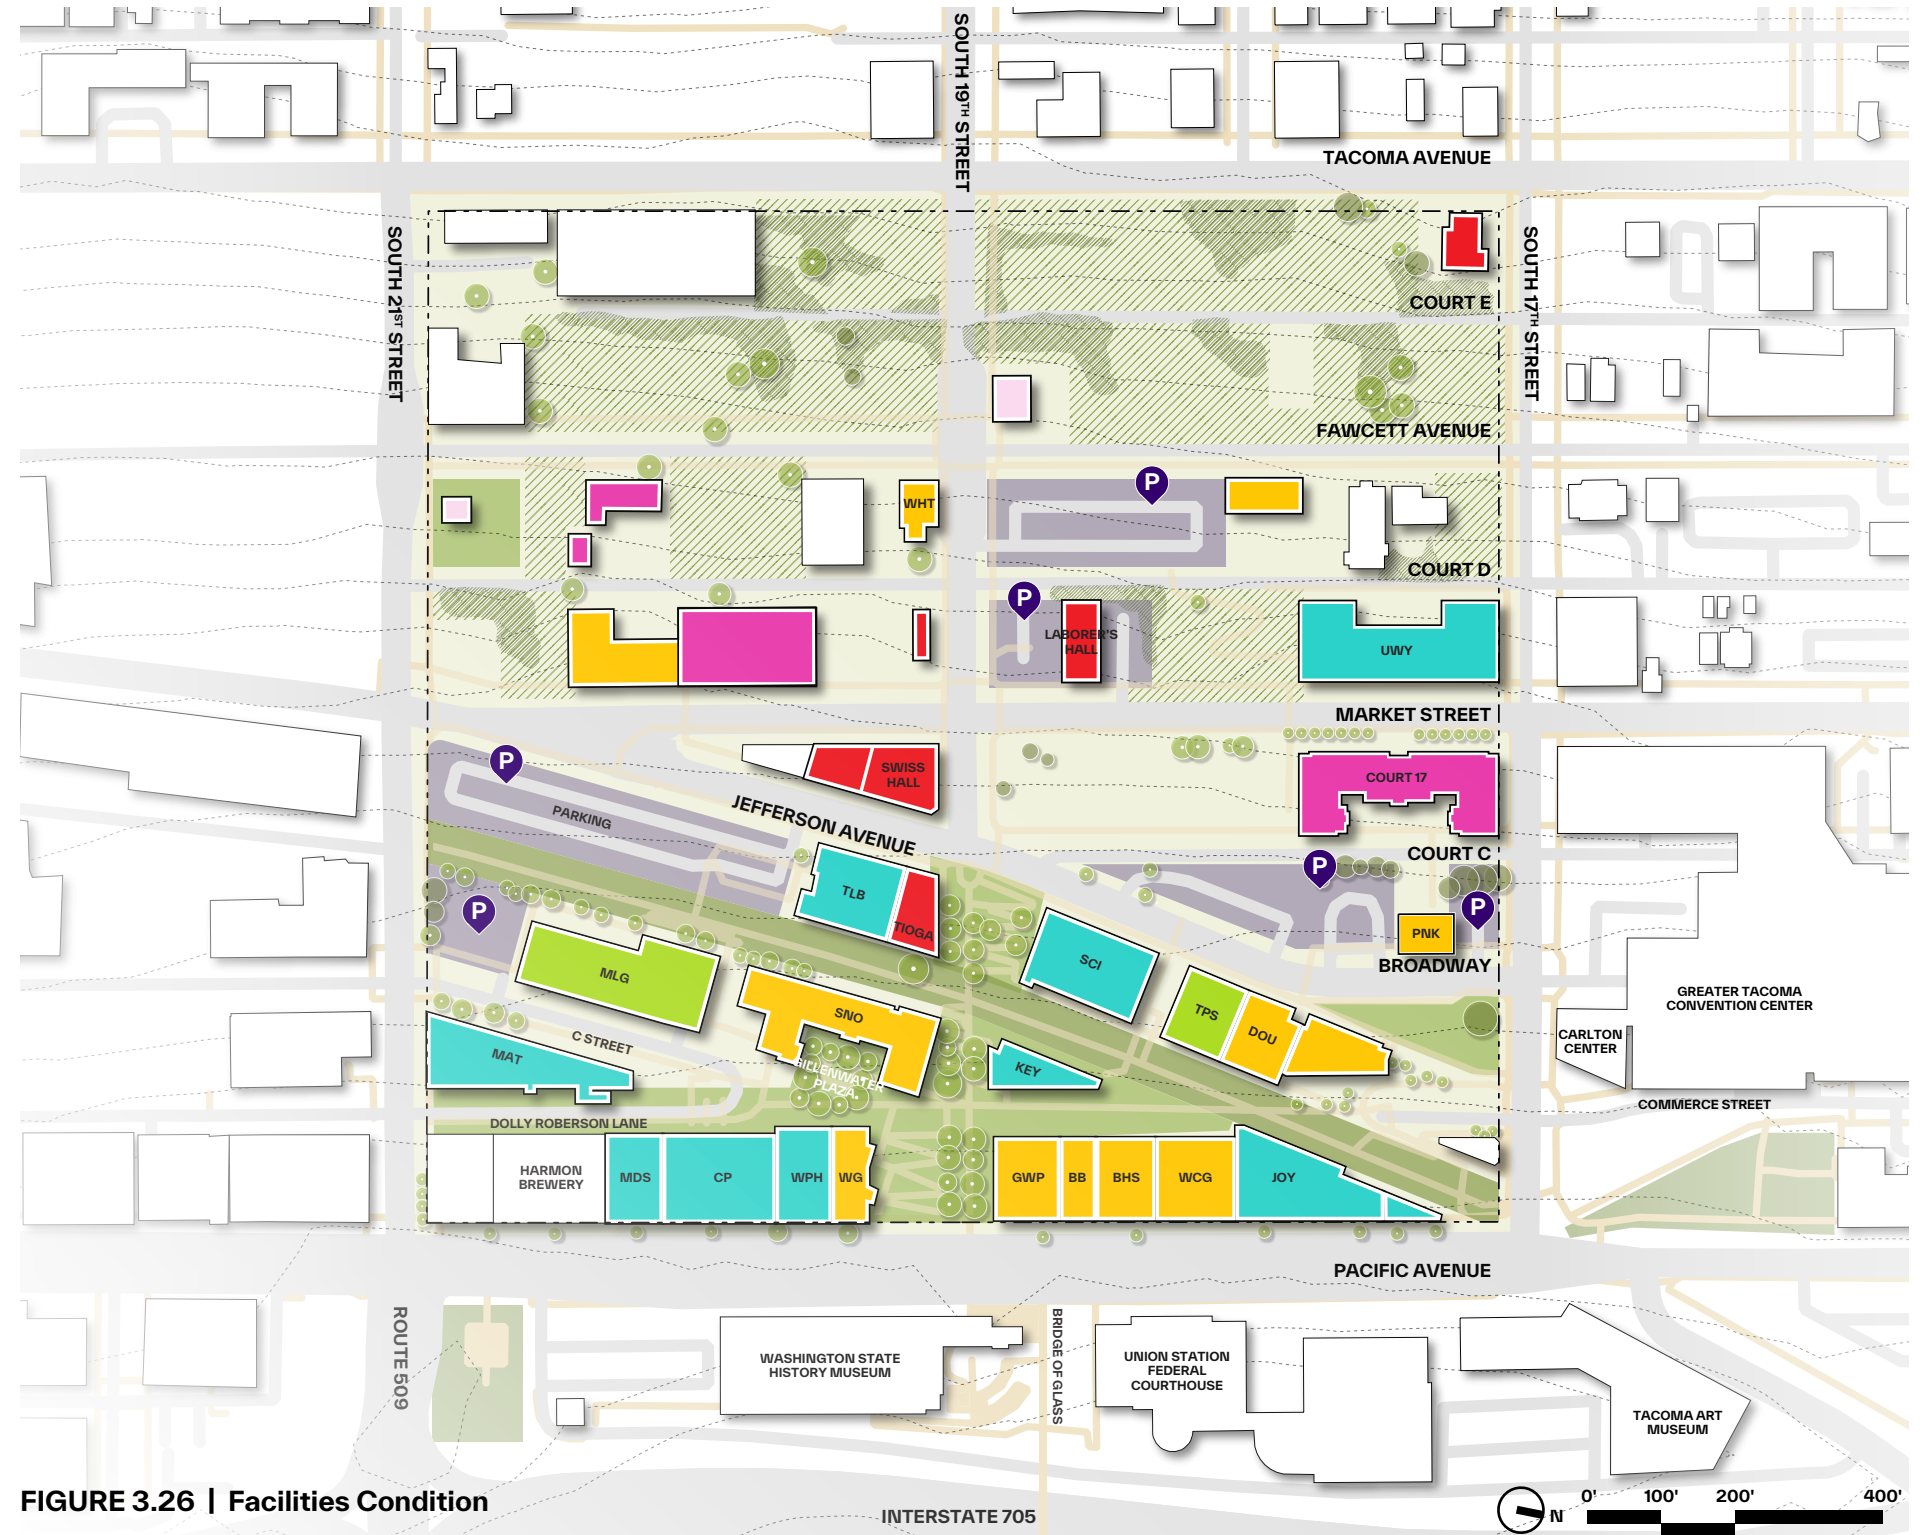 SOUTH 19TH STREET
TACOMA AVENUE
SOUTH 21ST STREET
SOUTH 17TH STREET
COURT E
FAWCETT AVENUE
P
WHT
COURT D
P
LABORER'S
HALL
UWY
MARKET STREET
P
SWISS
HALL
COURT 17
PARKING
JEFFERSON AVENUE
COURT C
P
TLB
TIOGA
P
P
PNK
BROADWAY
SCI
MLG
GREATER TACOMA
CONVENTION CENTER
TPS
SNO
DOU
CARLTON
CENTER
C STREET
MAT
KEY
GILLENWATER
PLAZA
COMMERCE STREET
DOLLY ROBERSON LANE
HARMON
BREWERY
MDS
CP
WPH
WG
GWP
BB
BHS
WCG
JOY
PACIFIC AVENUE
ROUTE 509
BRIDGE OF GLASS
WASHINGTON STATE
HISTORY MUSEUM
UNION STATION
FEDERAL
COURTHOUSE
TACOMA ART
MUSEUM
FIGURE 3.26 | Facilities Condition
INTERSTATE 705
N
0' 100' 200' 400'